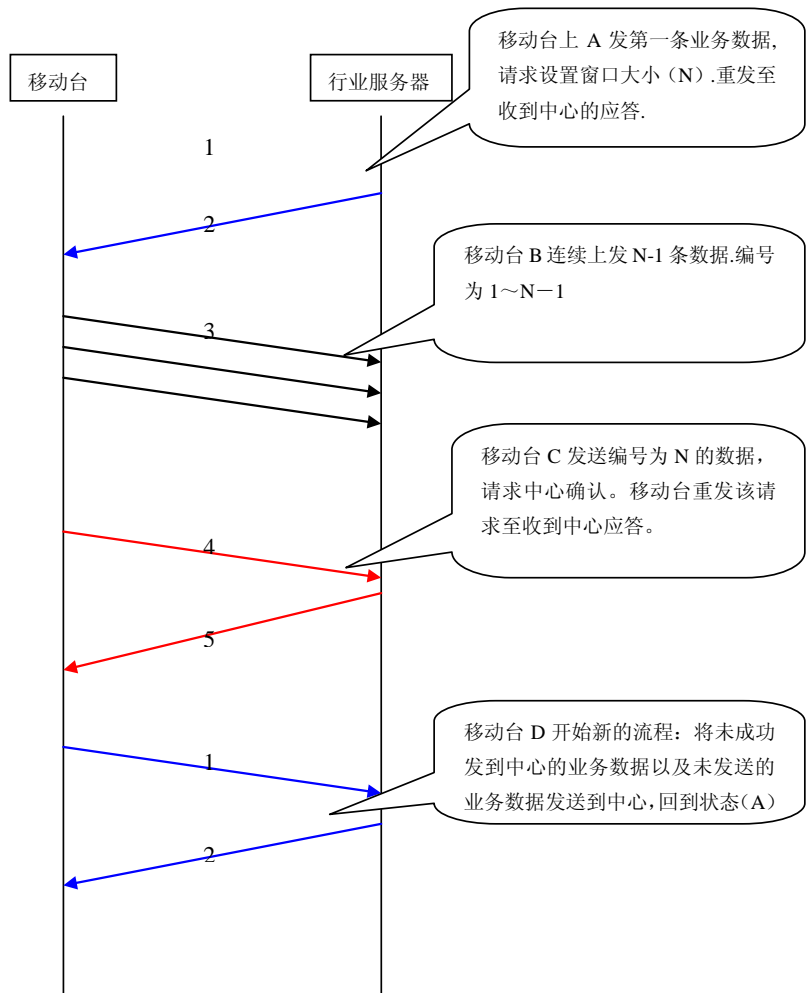 移动台上 A 发第一条业务数据,
请求设置窗口大小（N）.重发至
收到中心的应答.
移动台
行业服务器
1
2
移动台 B 连续上发 N-1 条数据.编号
为 1～N－1
3
移动台 C 发送编号为 N 的数据，
请求中心确认。移动台重发该请
求至收到中心应答。
4
5
移动台 D 开始新的流程：将未成功
发到中心的业务数据以及未发送的
业务数据发送到中心，回到状态（A）
1
2